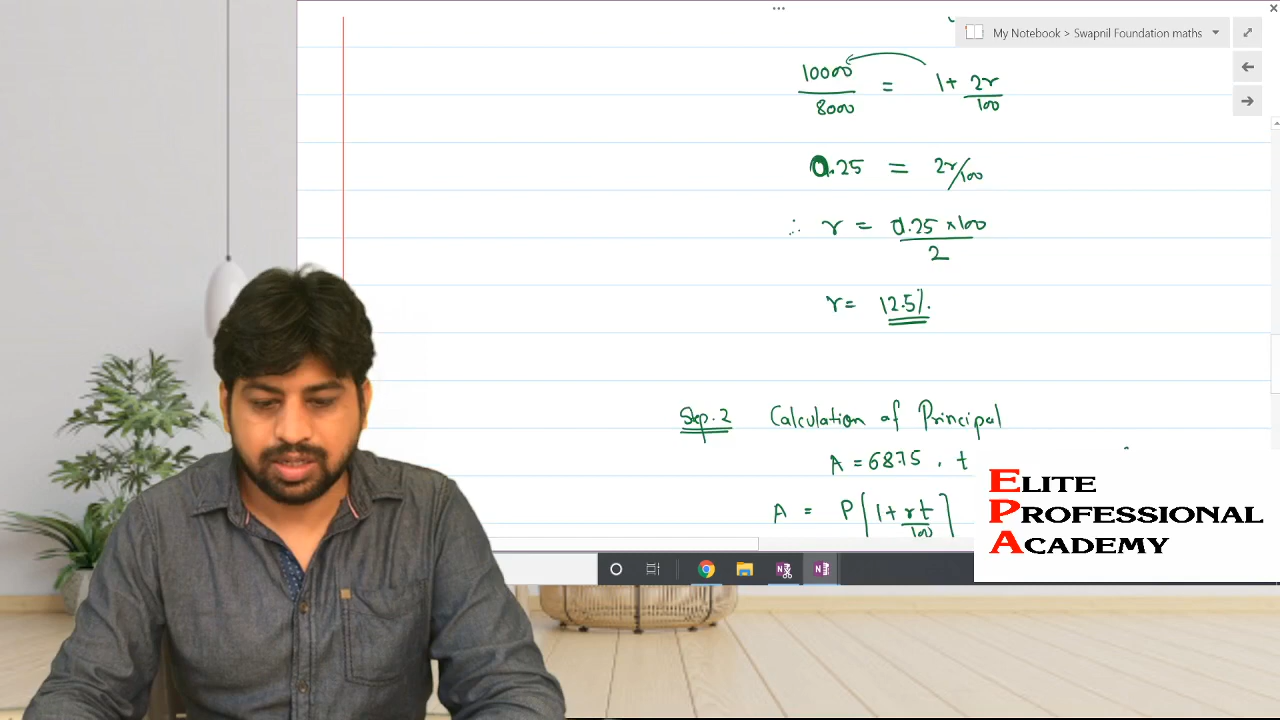 My Notebook > Swapnil Foundation maths
10000/8000 = 1 + 2r/100
0.25 = 2r/100
∴ r = 0.25 × 100/2
r = 12.5%.
Step. 2 Calculation of Principal
A = 6875, t
A = P[1 + rt/100]
ELITE
PROFESSIONAL
ACADEMY